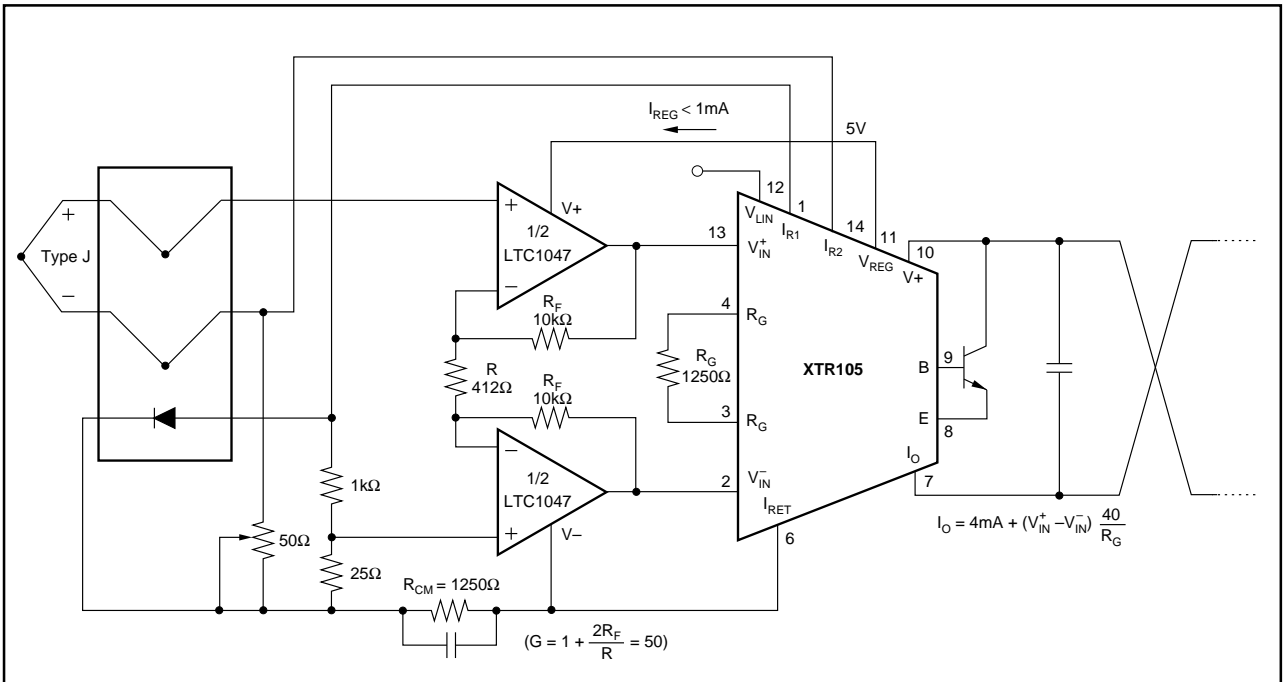 I_REG < 1mA
5V
12
V_LIN
1
I_R1
14
I_R2
11
V_REG
10
V+
+
Type J
−
+
1/2
LTC1047
−
V+
13
V_IN^+
R_F
10kΩ
R
412Ω
R_F
10kΩ
4
R_G
R_G
1250Ω
3
R_G
XTR105
B
9
E
8
I_O
7
−
1/2
LTC1047
+
V−
2
V_IN^−
I_RET
6
1kΩ
50Ω
25Ω
R_CM = 1250Ω
(G = 1 + 2R_F/R = 50)
I_O = 4mA + (V_IN^+ − V_IN^−) 40/R_G